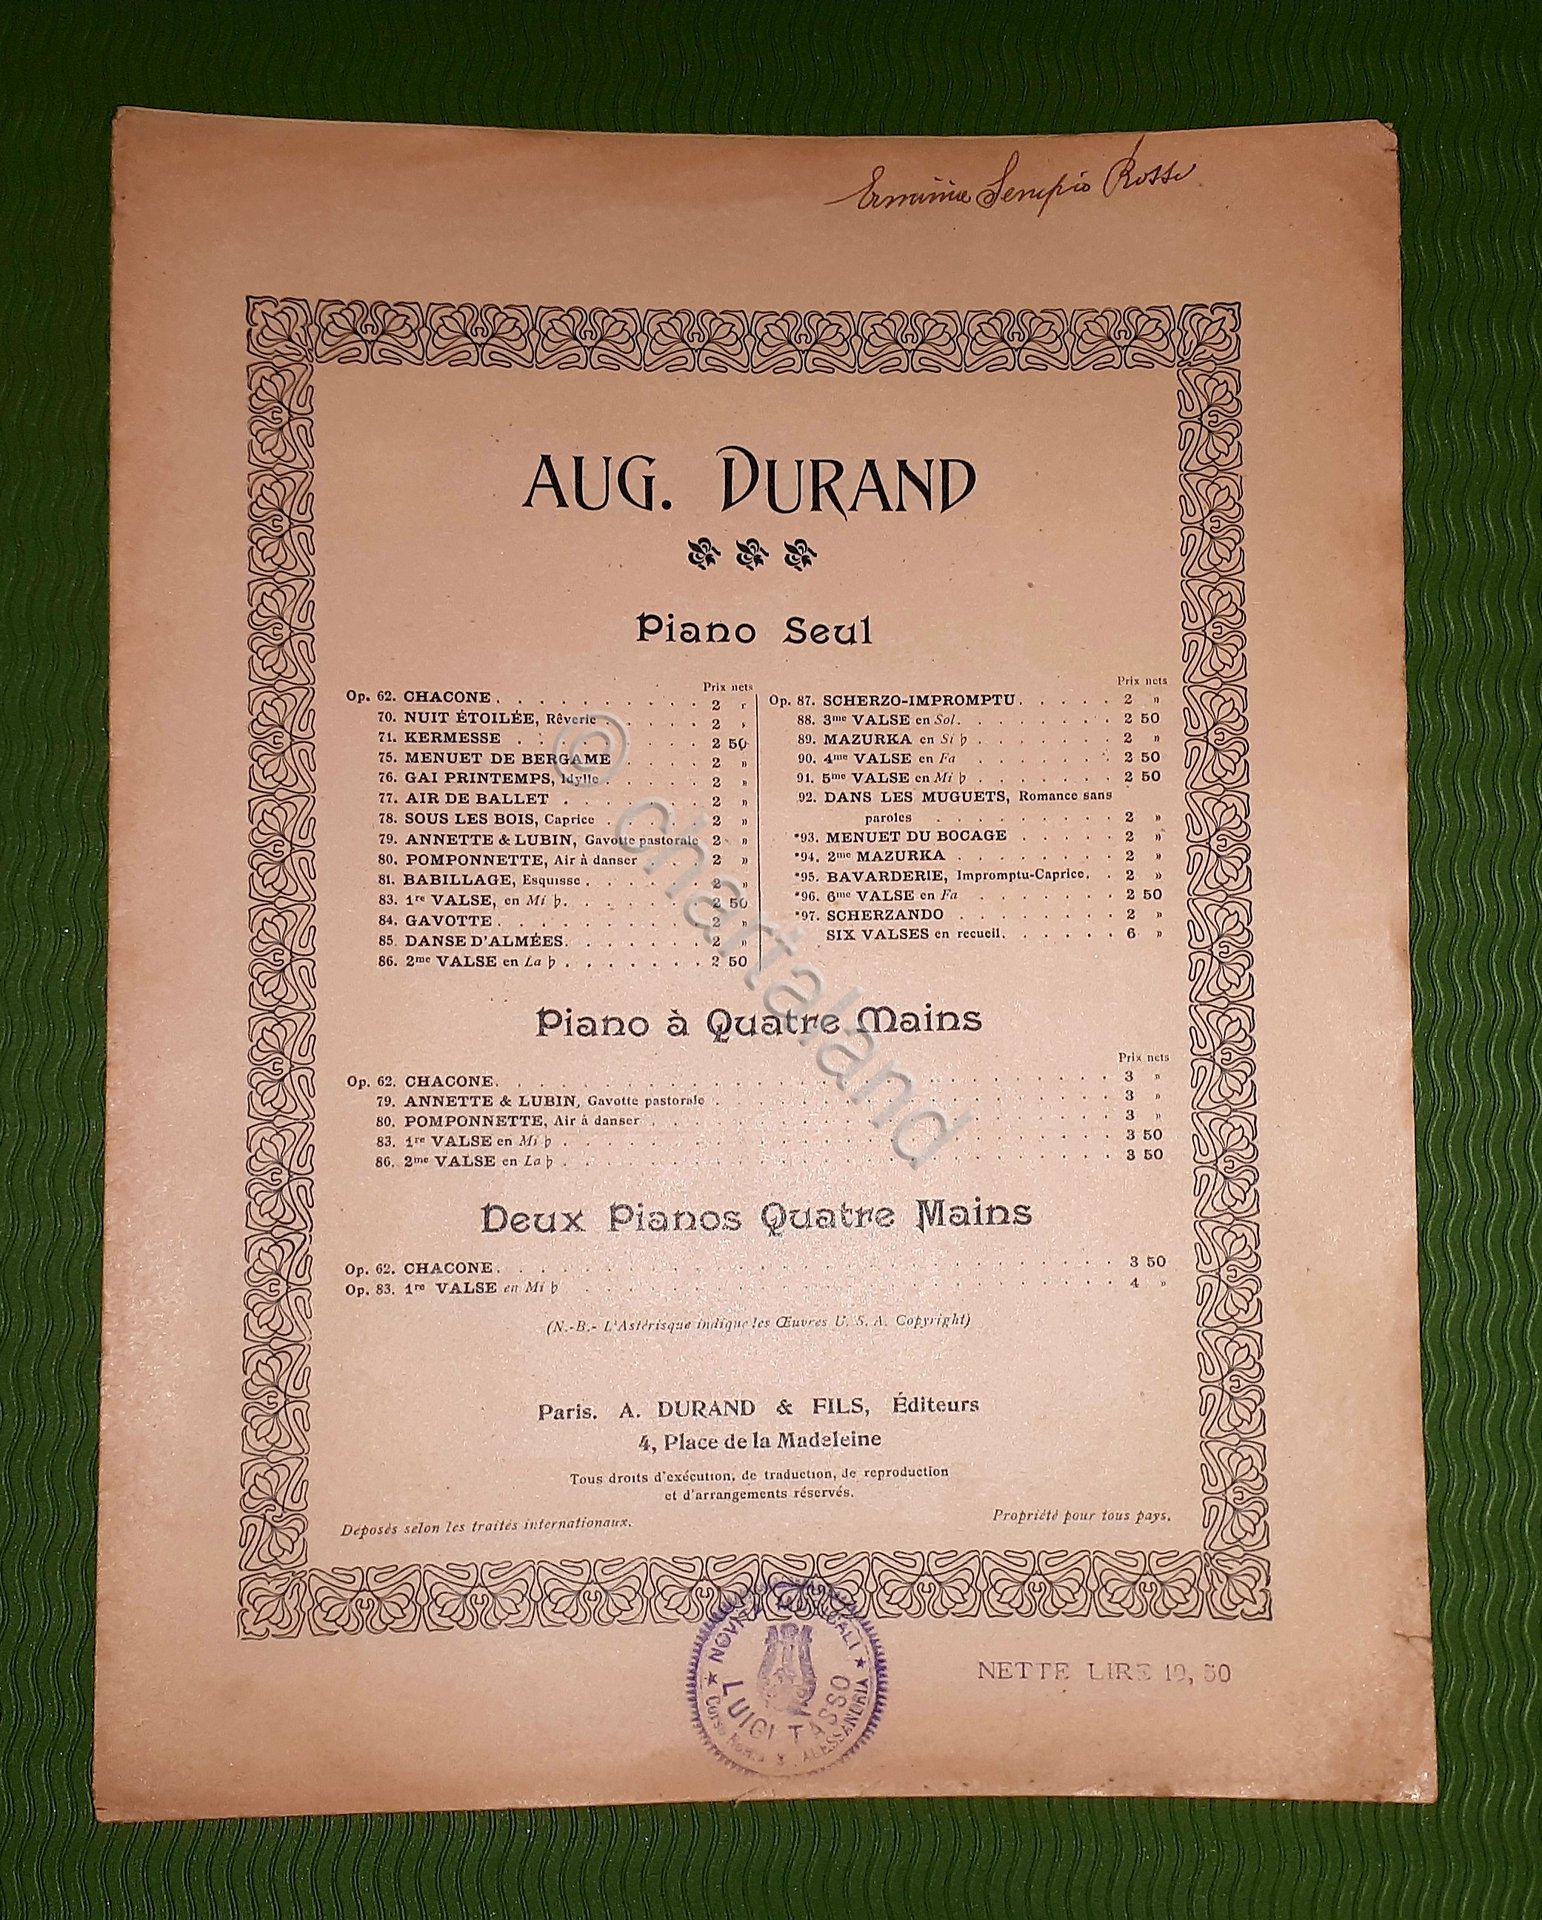 Erminia Sempio Rossi
AUG. DURAND
Piano Seul
Prix nets
Op. 62. CHACONE. . . . . . . . . . . 2 "
70. NUIT ÉTOILÉE, Rêverie . . . . . . 2 "
71. KERMESSE . . . . . . . . . . 2 50
75. MENUET DE BERGAME . . . . 2 "
76. GAI PRINTEMPS, Idylle . . . . . 2 "
77. AIR DE BALLET . . . . . . . . 2 "
78. SOUS LES BOIS, Caprice . . . . . 2 "
79. ANNETTE & LUBIN, Gavotte pastorale 2 "
80. POMPONNETTE, Air à danser . . . 2 "
81. BABILLAGE, Esquisse . . . . . . 2 "
83. 1re VALSE, en Mi ♭. . . . . . . 2 50
84. GAVOTTE . . . . . . . . . . . 2 "
85. DANSE D'ALMÉES. . . . . . . 2 "
86. 2me VALSE en La ♭ . . . . . . . 2 50
Prix nets
Op. 87. SCHERZO-IMPROMPTU. . . . . 2 "
88. 3me VALSE en Sol. . . . . . . . 2 50
89. MAZURKA en Si ♭ . . . . . . . 2 "
90. 4me VALSE en Fa . . . . . . . . 2 50
91. 5me VALSE en Mi ♭ . . . . . . . 2 50
92. DANS LES MUGUETS, Romance sans
paroles . . . . . . . . . 2 "
*93. MENUET DU BOCAGE . . . . . 2 "
*94. 2me MAZURKA . . . . . . . . 2 "
*95. BAVARDERIE, Impromptu-Caprice. . 2 "
*96. 6me VALSE en Fa . . . . . . . 2 50
*97. SCHERZANDO . . . . . . . . 2 "
SIX VALSES en recueil. . . . . . 6 "
Piano à Quatre Mains
Prix nets
Op. 62. CHACONE. . . . . . . . . . 3 "
79. ANNETTE & LUBIN, Gavotte pastorale . . . . . . 3 "
80. POMPONNETTE, Air à danser . . . . . . 3 "
83. 1re VALSE en Mi ♭ . . . . . . 3 50
86. 2me VALSE en La ♭ . . . . . . 3 50
Deux Pianos Quatre Mains
Op. 62. CHACONE. . . . . . . . . . 3 50
Op. 83. 1re VALSE en Mi ♭ . . . . . . 4 "
(N.-B.- L'Astérisque indique les Œuvres U. S. A. Copyright)
Paris. A. DURAND & FILS, Éditeurs
4, Place de la Madeleine
Tous droits d'exécution, de traduction, de reproduction
et d'arrangements réservés.
Déposés selon les traités internationaux.
Propriété pour tous pays.
LUIGI TASSO
Corso Roma ALESSANDRIA
NETTE LIRE 10, 50
© chartaland